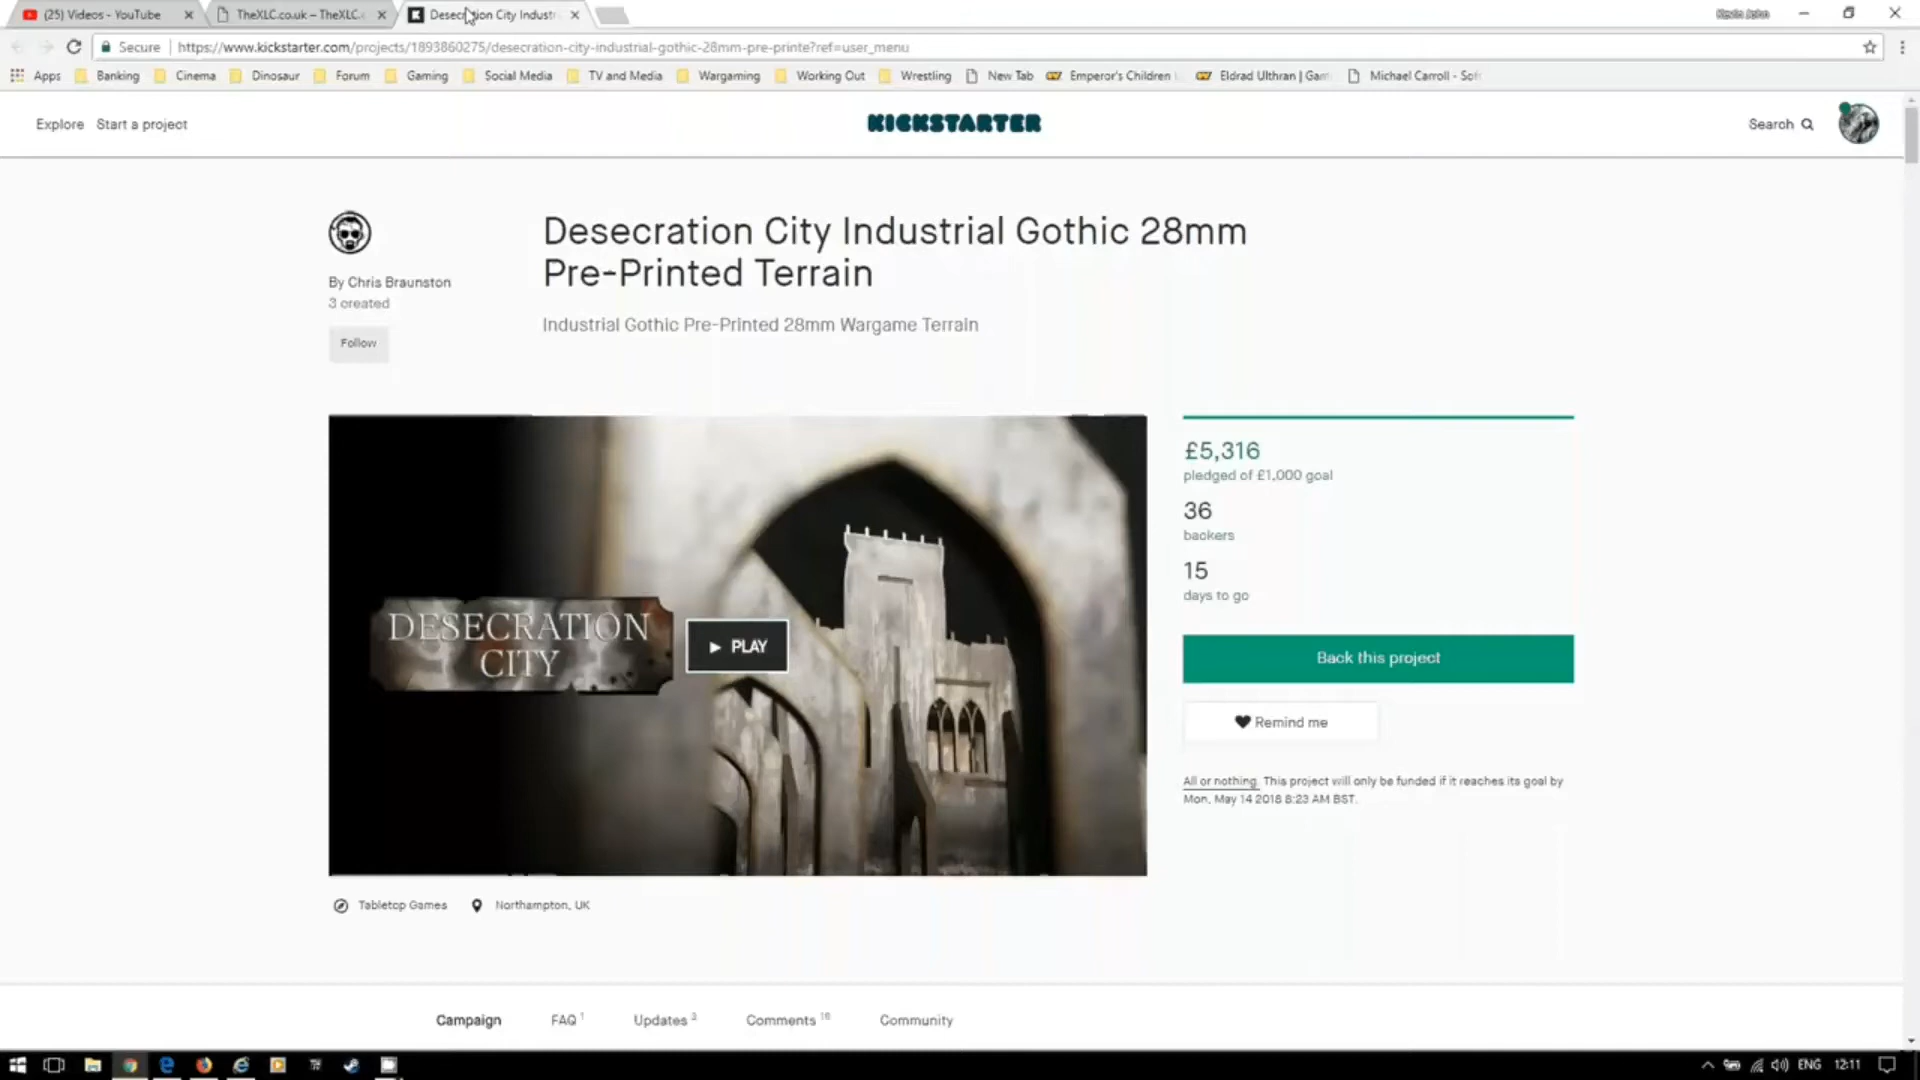 (25) Videos - YouTube
TheXLC.co.uk – TheXLC.c
Desecration City Industr
Kevin John
Secure
https://www.kickstarter.com/projects/1893860275/desecration-city-industrial-gothic-28mm-pre-printe?ref=user_menu
Apps Banking Cinema Dinosaur Forum Gaming Social Media TV and Media Wargaming Working Out Wrestling New Tab Emperor's Children Eldrad Ulthran | Gam Michael Carroll - Sof
Explore Start a project
KICKSTARTER
Search
By Chris Braunston
3 created
Follow
Desecration City Industrial Gothic 28mm
Pre-Printed Terrain
Industrial Gothic Pre-Printed 28mm Wargame Terrain
DESECRATION
CITY
PLAY
£5,316
pledged of £1,000 goal
36
backers
15
days to go
Back this project
Remind me
All or nothing. This project will only be funded if it reaches its goal by
Mon, May 14 2018 8:23 AM BST.
Tabletop Games Northampton, UK
Campaign FAQ 1 Updates 3 Comments 16 Community
ENG 12:11